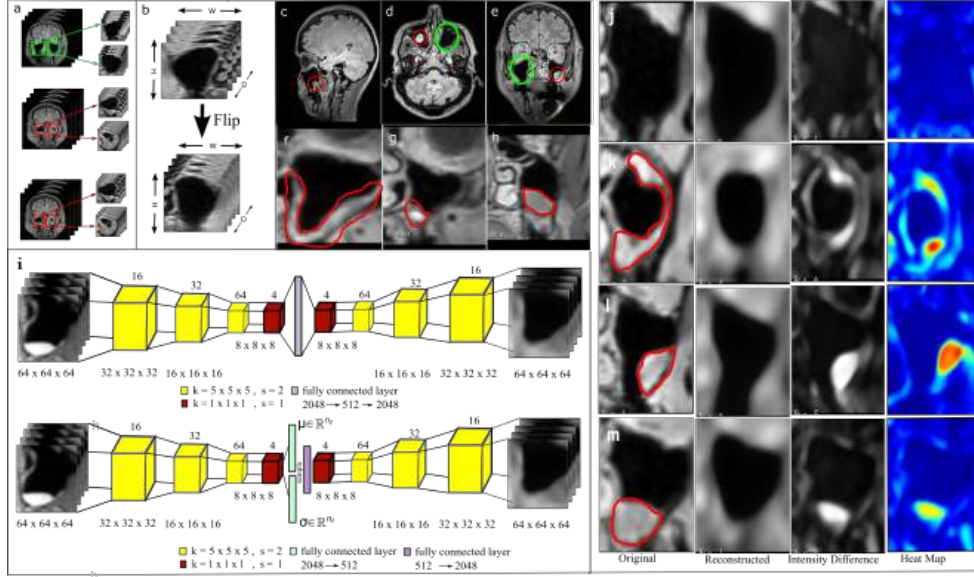 a
b
W
H
D
Flip
W
H
D
c
d
e
f
g
h
i
16
32
64
4
4
64
32
16
8 x 8 x 8
8 x 8 x 8
64 x 64 x 64
32 x 32 x 32
16 x 16 x 16
16 x 16 x 16
32 x 32 x 32
64 x 64 x 64
k = 5 x 5 x 5 , s = 2
fully connected layer
k = 1 x 1 x 1 , s = 1
2048 → 512 → 2048
μ∈ℝⁿᶻ
16
32
64
4
sample
4
64
32
16
8 x 8 x 8
8 x 8 x 8
64 x 64 x 64
32 x 32 x 32
16 x 16 x 16
σ∈ℝⁿᶻ
16 x 16 x 16
32 x 32 x 32
64 x 64 x 64
k = 5 x 5 x 5 , s = 2
fully connected layer
fully connected layer
k = 1 x 1 x 1 , s = 1
2048 → 512
512 → 2048
j
k
l
m
Original
Reconstructed
Intensity Difference
Heat Map